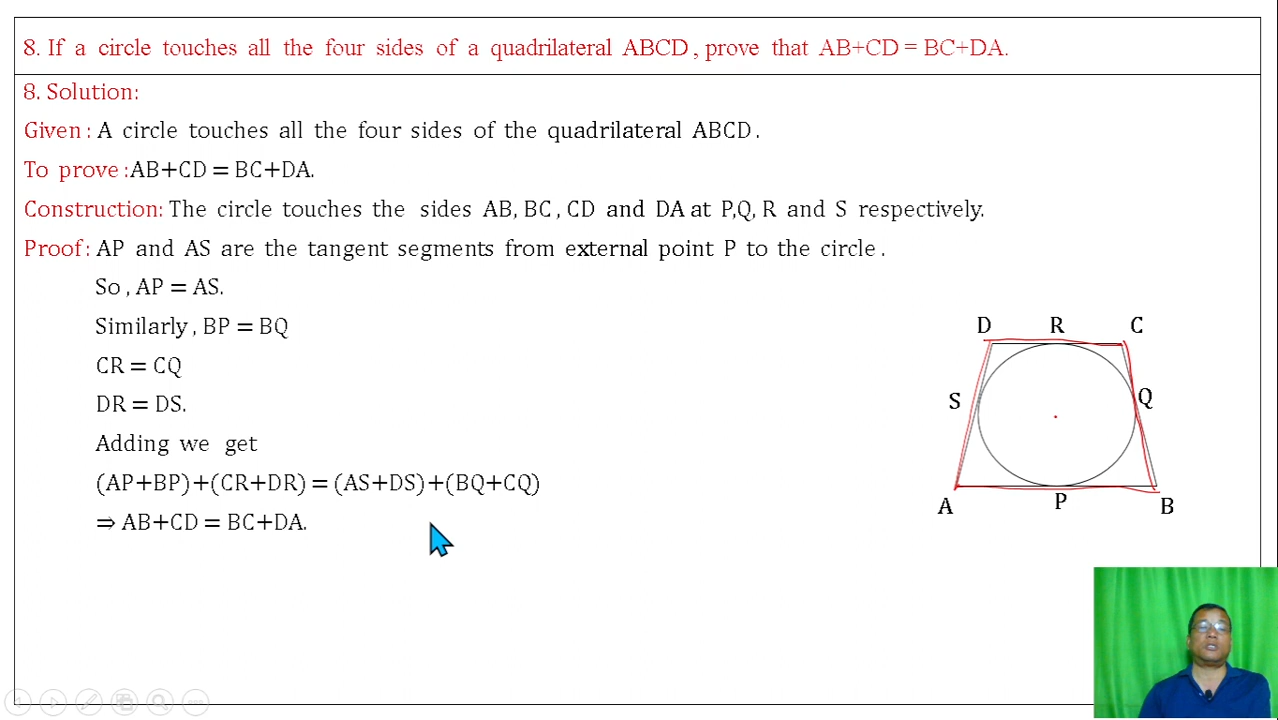 8. If a circle touches all the four sides of a quadrilateral ABCD, prove that AB+CD = BC+DA.
8. Solution:
Given : A circle touches all the four sides of the quadrilateral ABCD.
To prove :AB+CD = BC+DA.
Construction: The circle touches the sides AB, BC, CD and DA at P,Q, R and S respectively.
Proof: AP and AS are the tangent segments from external point P to the circle.
So, AP = AS.
Similarly, BP = BQ
CR = CQ
DR = DS.
Adding we get
(AP+BP)+(CR+DR) = (AS+DS)+(BQ+CQ)
⇒ AB+CD = BC+DA.
D R C
S Q
A P B